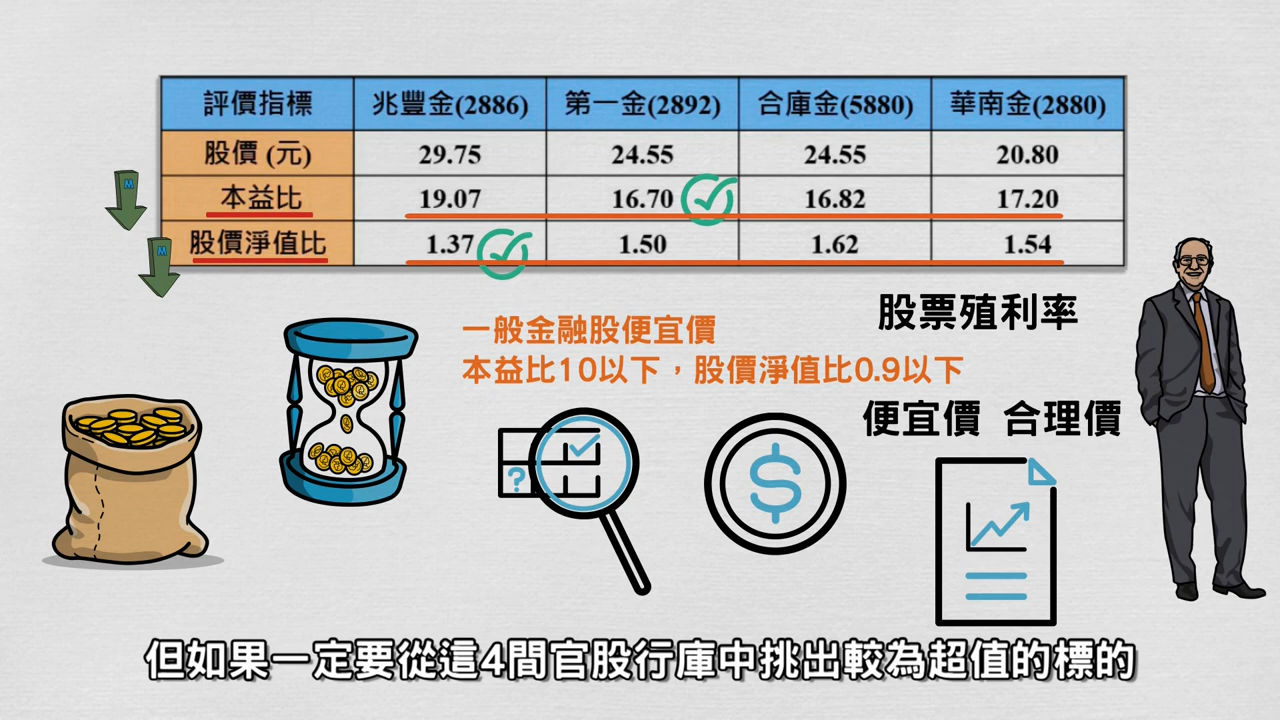 評價指標 兆豐金(2886) 第一金(2892) 合庫金(5880) 華南金(2880)
股價 (元) 29.75 24.55 24.55 20.80
本益比 19.07 16.70 16.82 17.20
股價淨值比 1.37 1.50 1.62 1.54
M
M
股票殖利率
一般金融股便宜價
本益比10以下，股價淨值比0.9以下
便宜價 合理價
?
$
但如果一定要從這4間官股行庫中挑出較為超值的標的